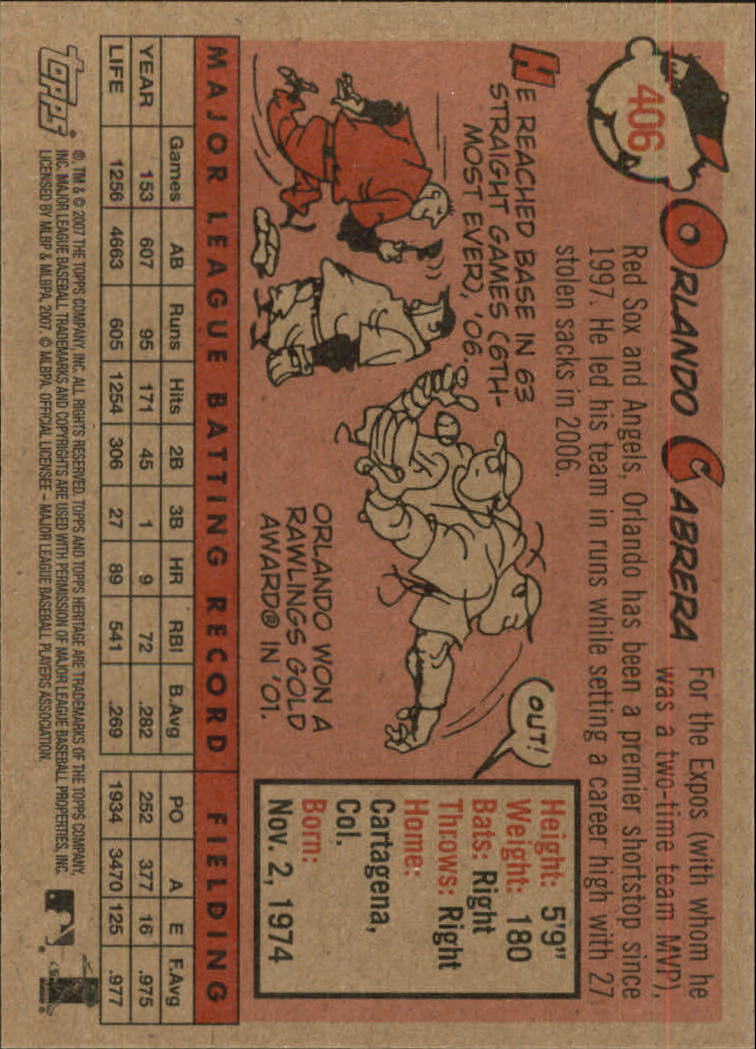 406
ORLANDO CABRERA
For the Expos (with whom he
was a two-time team MVP),
Red Sox and Angels, Orlando has been a premier shortstop since
1997. He led his team in runs while setting a career high with 27
stolen sacks in 2006.
HE REACHED BASE IN 63
STRAIGHT GAMES (6TH-
MOST EVER), '06.
OUT!
ORLANDO WON A
RAWLINGS GOLD
AWARD® IN '01.
Height: 5'9"
Weight: 180
Bats: Right
Throws: Right
Home:
Cartagena,
Col.
Born:
Nov. 2, 1974
MAJOR LEAGUE BATTING RECORD FIELDING
Games AB Runs Hits 2B 3B HR RBI B.Avg PO A E F.Avg
YEAR 153 607 95 171 45 1 9 72 .282 252 377 16 .975
LIFE 1256 4663 605 1254 306 27 89 541 .269 1934 3470 125 .977
TOPPS®
®, TM & © 2007 THE TOPPS COMPANY, INC. ALL RIGHTS RESERVED. TOPPS AND TOPPS HERITAGE ARE TRADEMARKS OF THE TOPPS COMPANY,
INC. MAJOR LEAGUE BASEBALL TRADEMARKS AND COPYRIGHTS ARE USED WITH PERMISSION OF MAJOR LEAGUE BASEBALL PROPERTIES, INC.
LICENSED BY MLBP & MLBPA, 2007. © MLBPA. OFFICIAL LICENSEE – MAJOR LEAGUE BASEBALL PLAYERS ASSOCIATION.